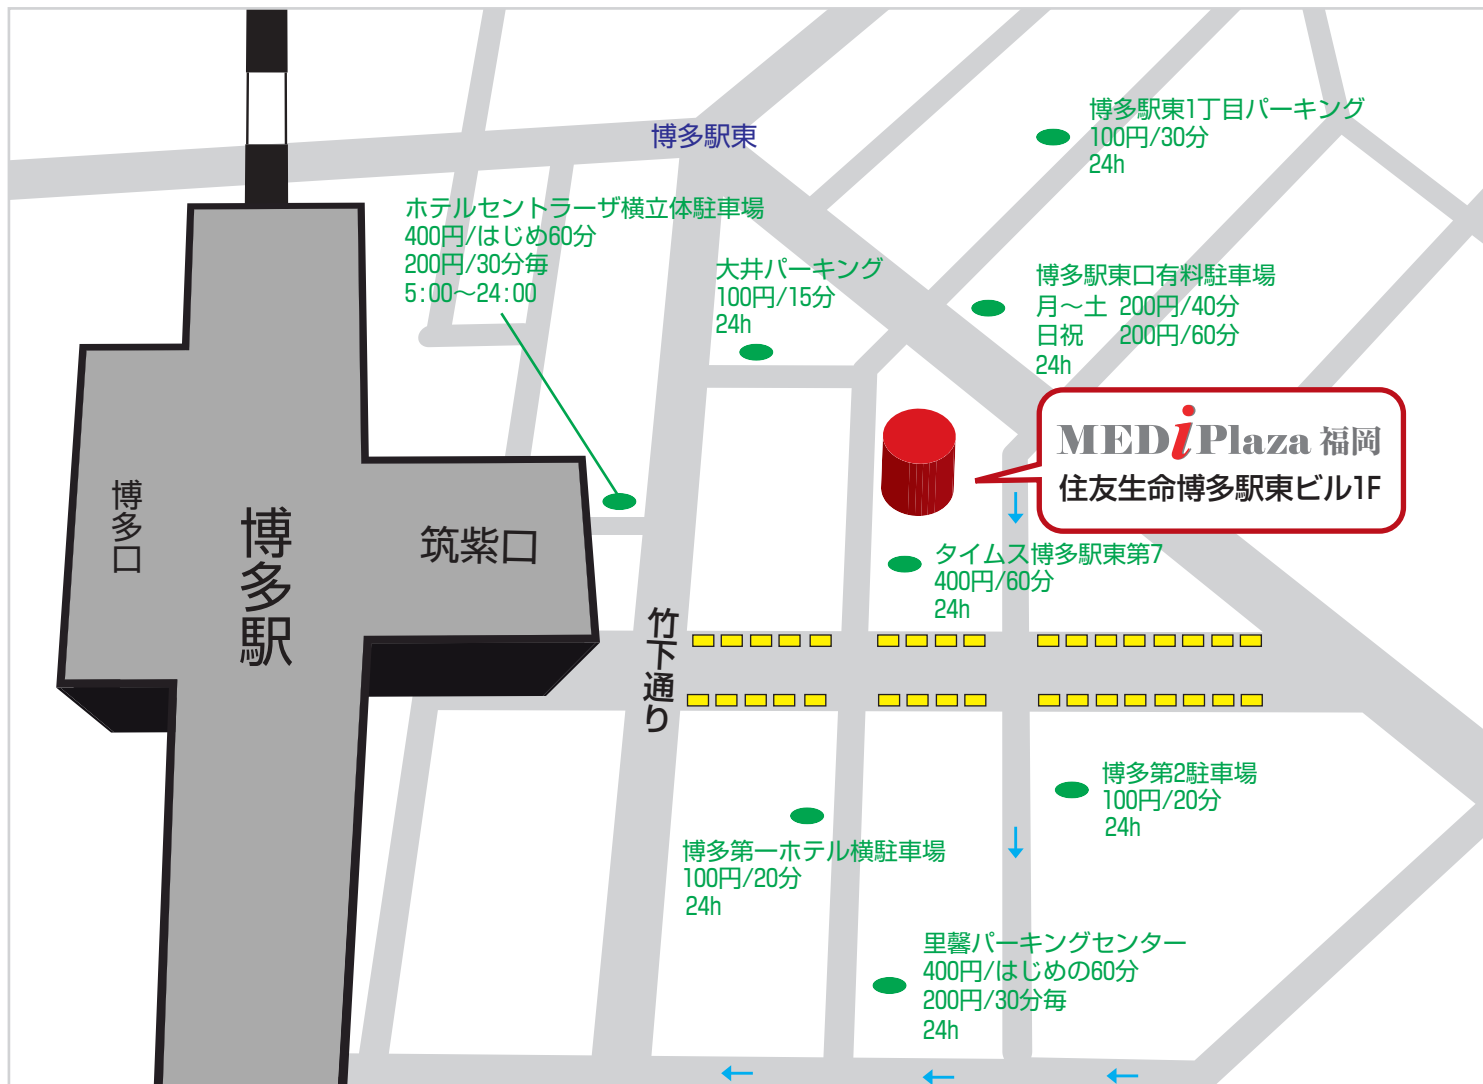 博多駅東
博多駅東1丁目パーキング
100円/30分
24h
ホテルセントラーザ横立体駐車場
400円/はじめ60分
200円/30分毎
5:00〜24:00
大井パーキング
100円/15分
24h
博多駅東口有料駐車場
月〜土 200円/40分
日祝 200円/60分
24h
MEDiPlaza 福岡
住友生命博多駅東ビル1F
博多口
博多駅
筑紫口
タイムス博多駅東第7
400円/60分
24h
竹下通り
博多第2駐車場
100円/20分
24h
博多第一ホテル横駐車場
100円/20分
24h
里馨パーキングセンター
400円/はじめの60分
200円/30分毎
24h